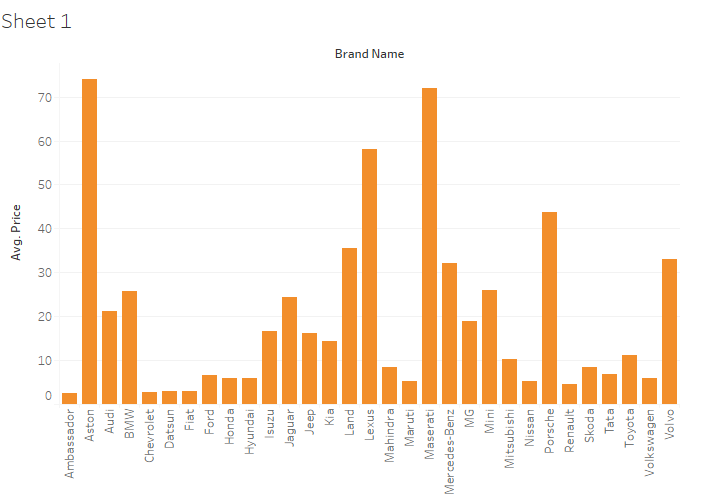 Sheet 1
Brand Name
Avg. Price
70
60
50
40
30
20
10
0
Ambassador
Aston
Audi
BMW
Chevrolet
Datsun
Fiat
Ford
Honda
Hyundai
Isuzu
Jaguar
Jeep
Kia
Land
Lexus
Mahindra
Maruti
Maserati
Mercedes-Benz
MG
Mini
Mitsubishi
Nissan
Porsche
Renault
Skoda
Tata
Toyota
Volkswagen
Volvo